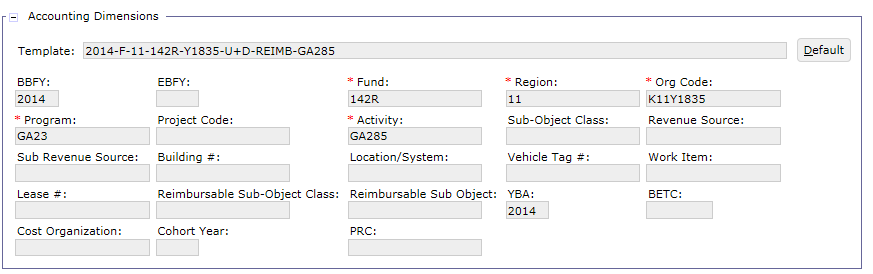 Accounting Dimensions
Template: 2014-F-11-142R-Y1835-U+D-REIMB-GA285 Default
BBFY: EBFY: * Fund: * Region: * Org Code:
2014 142R 11 K11Y1835
* Program: Project Code: * Activity: Sub-Object Class: Revenue Source:
GA23 GA285
Sub Revenue Source: Building #: Location/System: Vehicle Tag #: Work Item:
Lease #: Reimbursable Sub-Object Class: Reimbursable Sub Object: YBA: BETC:
2014
Cost Organization: Cohort Year: PRC: